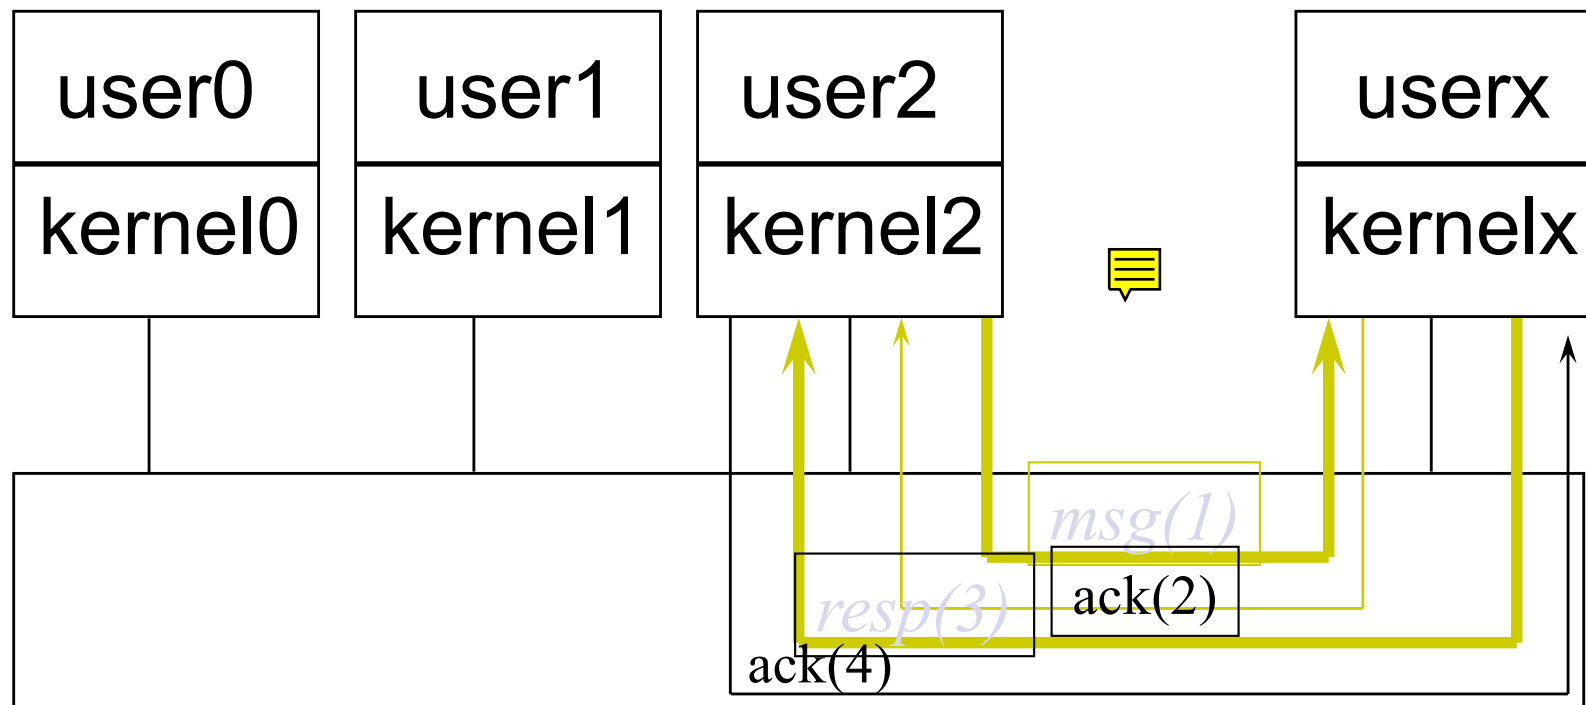 user0 user1 user2 userx
kernel0 kernel1 kernel2 kernelx
msg(1)
resp(3) ack(2)
ack(4)